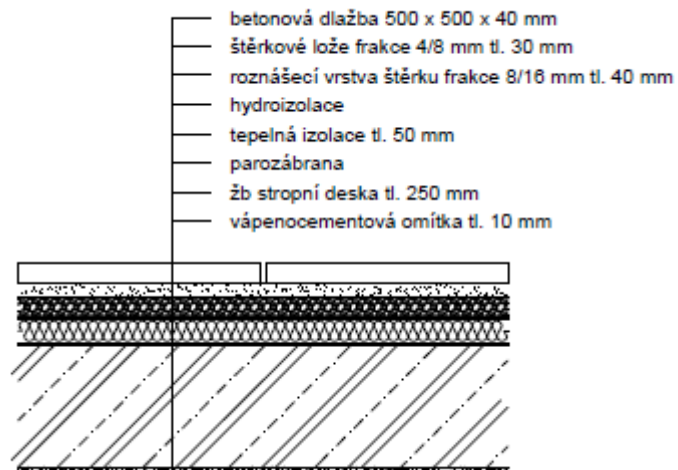 betonová dlažba 500 x 500 x 40 mm
štěrkové lože frakce 4/8 mm tl. 30 mm
roznášecí vrstva štěrku frakce 8/16 mm tl. 40 mm
hydroizolace
tepelná izolace tl. 50 mm
parozábrana
žb stropní deska tl. 250 mm
vápenocementová omítka tl. 10 mm